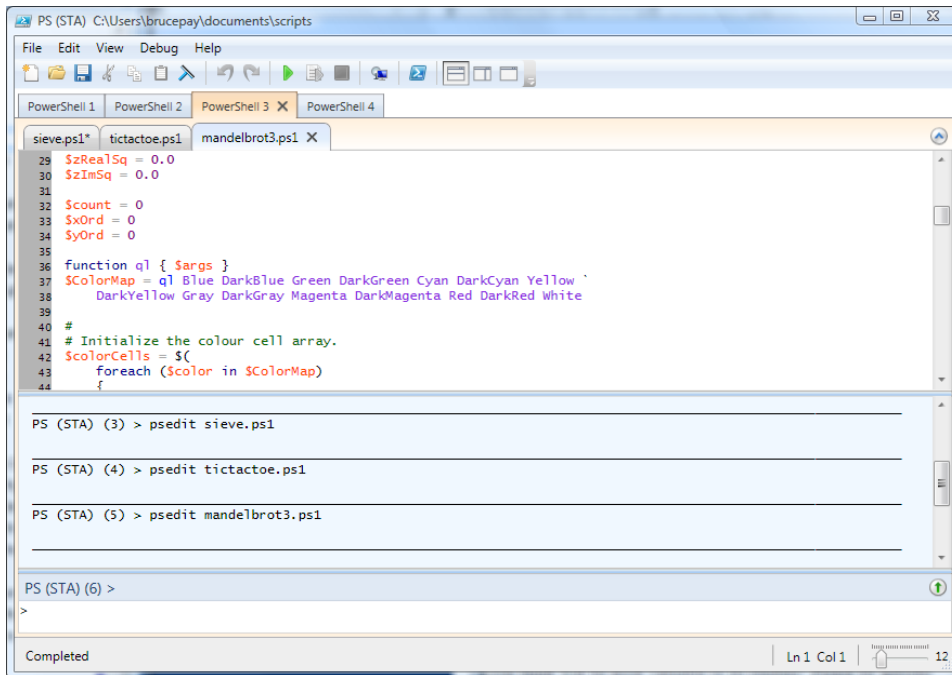 PS (STA) C:\Users\brucepay\documents\scripts
File Edit View Debug Help
PowerShell 1 PowerShell 2 PowerShell 3 PowerShell 4
sieve.ps1* tictactoe.ps1 mandelbrot3.ps1
29 $zRealSq = 0.0
30 $zImSq = 0.0
31
32 $count = 0
33 $xOrd = 0
34 $yOrd = 0
35
36 function ql { $args }
37 $ColorMap = ql Blue DarkBlue Green DarkGreen Cyan DarkCyan Yellow `
38 DarkYellow Gray DarkGray Magenta DarkMagenta Red DarkRed White
39
40 #
41 # Initialize the colour cell array.
42 $colorCells = $(
43 foreach ($color in $ColorMap)
44 {
PS (STA) (3) > psedit sieve.ps1
PS (STA) (4) > psedit tictactoe.ps1
PS (STA) (5) > psedit mandelbrot3.ps1
PS (STA) (6) >
>
Completed Ln 1 Col 1 12